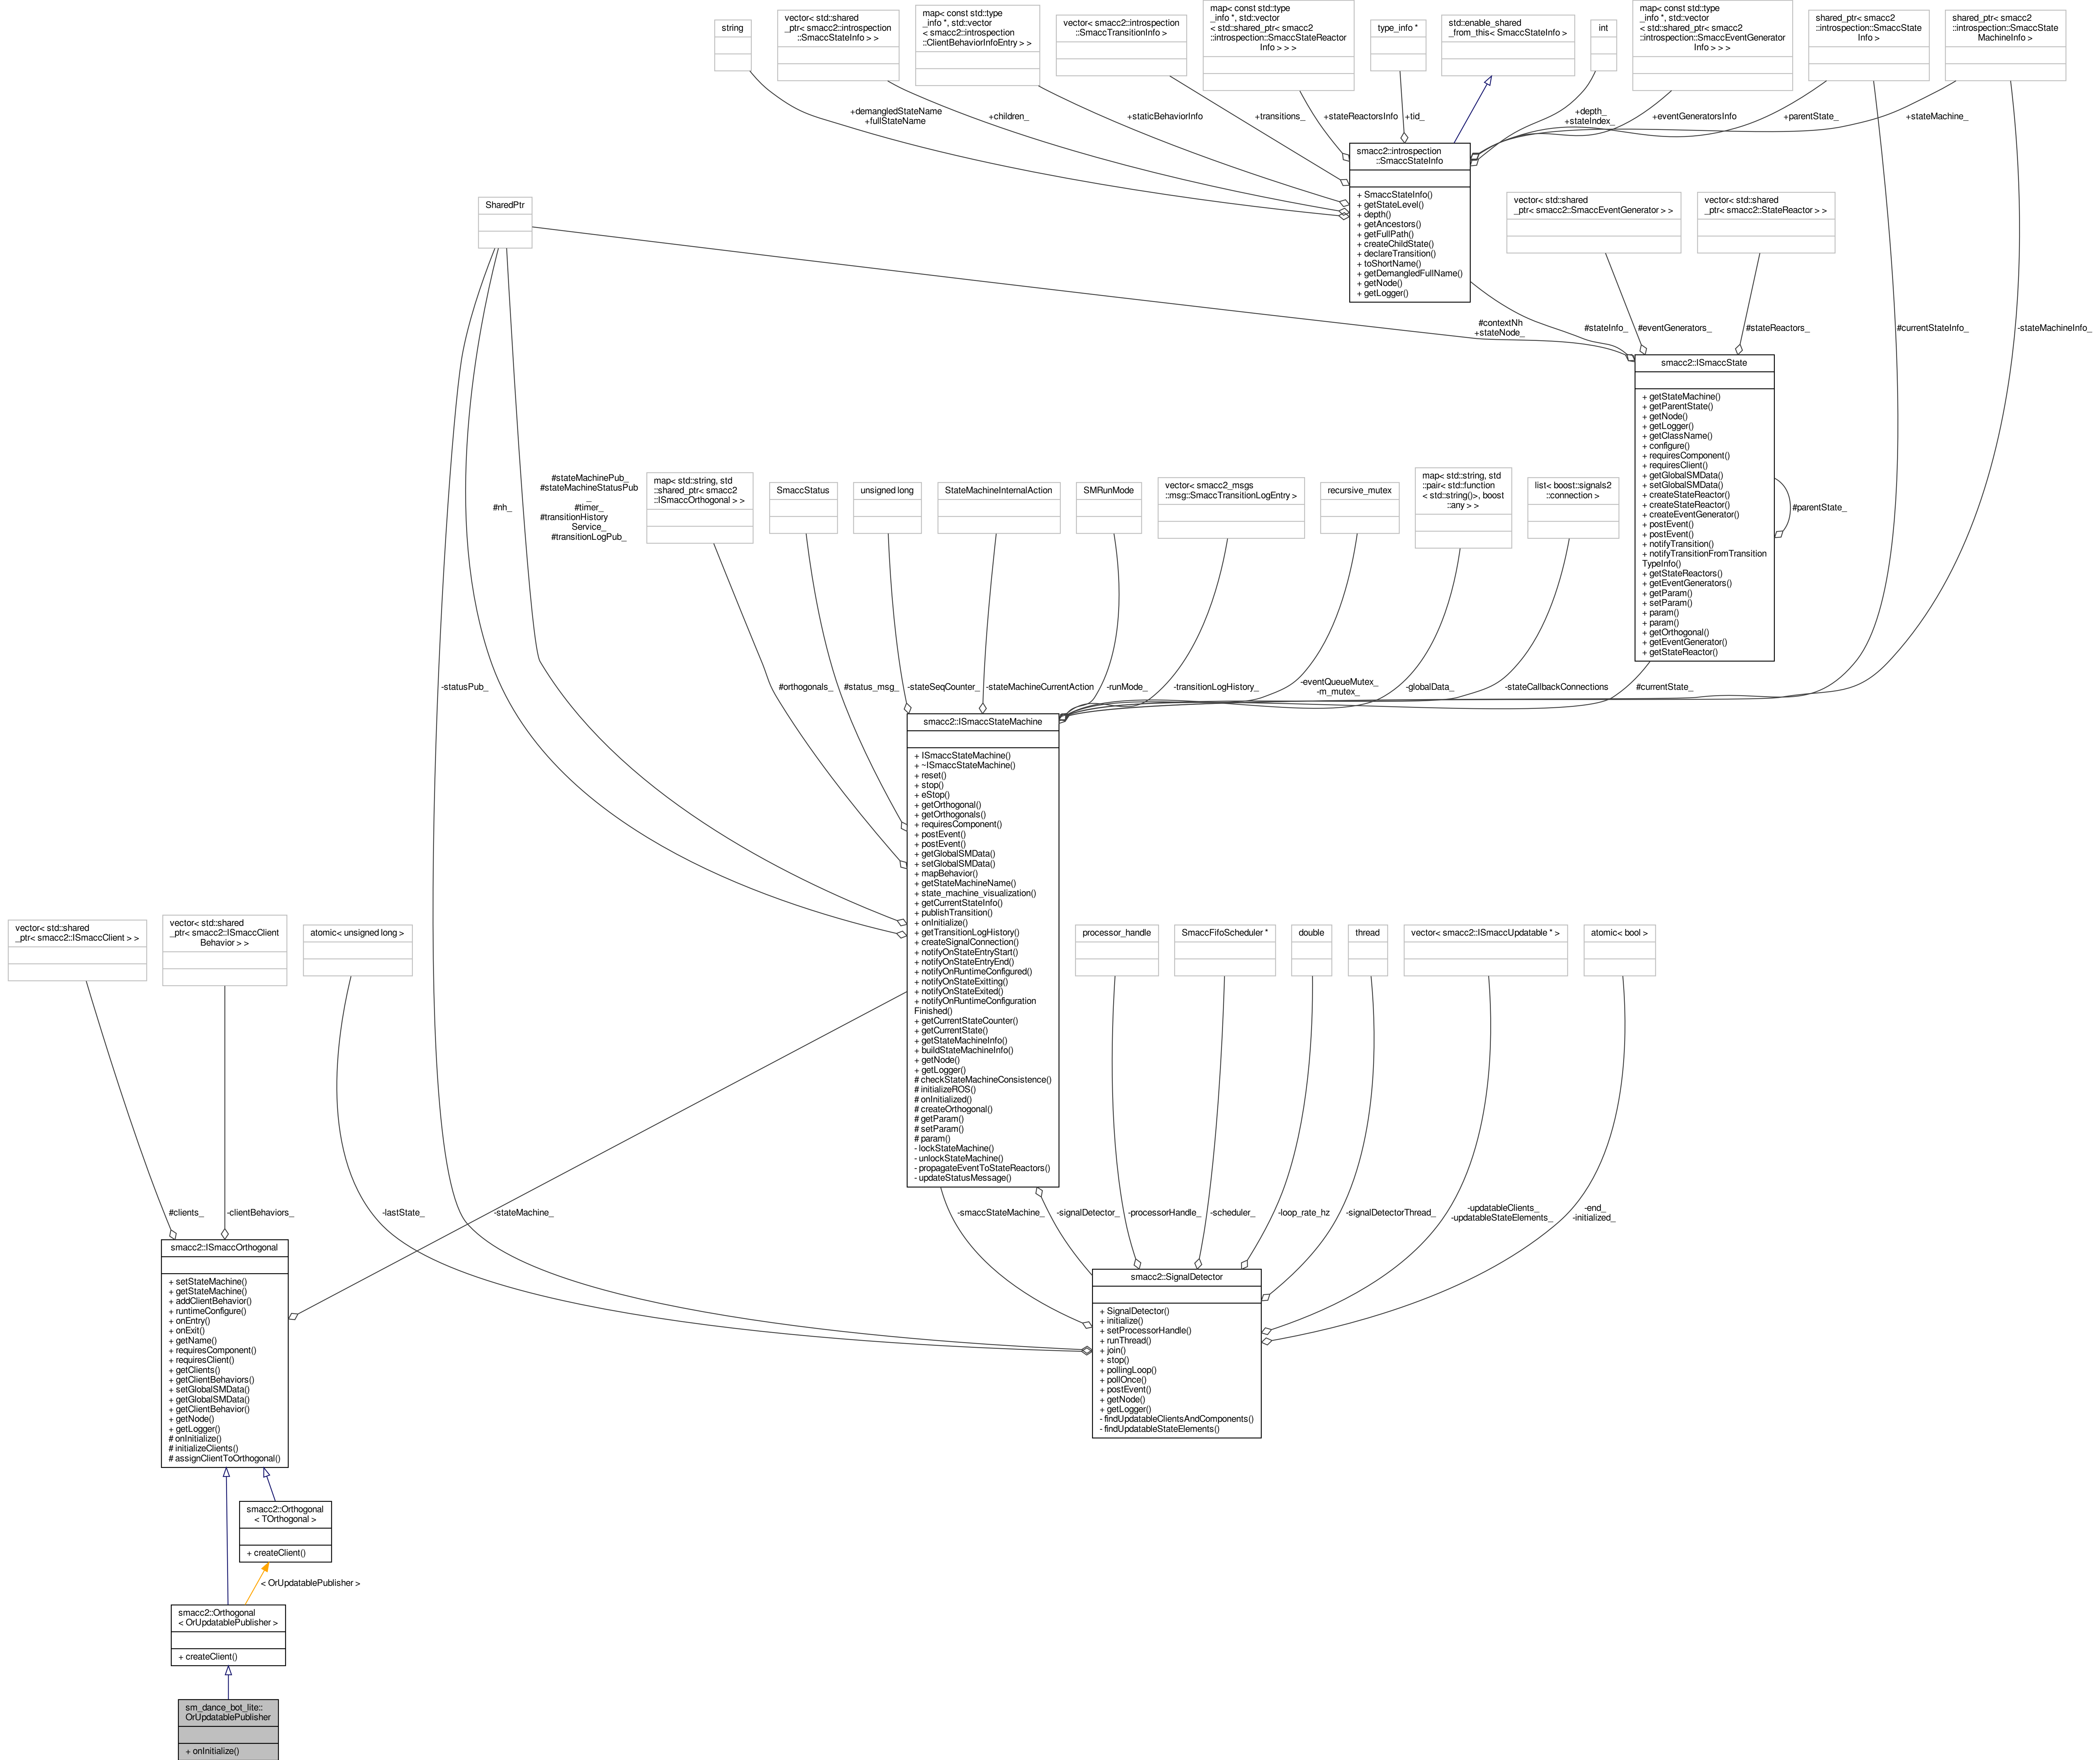 string
vector< std::shared
_ptr< smacc2::introspection
::SmaccStateInfo > >
map< const std::type
_info *, std::vector
< smacc2::introspection
::ClientBehaviorInfoEntry > >
vector< smacc2::introspection
::SmaccTransitionInfo >
map< const std::type
_info *, std::vector
< std::shared_ptr< smacc2
::introspection::SmaccStateReactor
Info > > >
type_info *
std::enable_shared
_from_this< SmaccStateInfo >
int
map< const std::type
_info *, std::vector
< std::shared_ptr< smacc2
::introspection::SmaccEventGenerator
Info > > >
shared_ptr< smacc2
::introspection::SmaccState
Info >
shared_ptr< smacc2
::introspection::SmaccState
MachineInfo >
+demangledStateName
+fullStateName
+children_
+staticBehaviorInfo
+transitions_
+stateReactorsInfo
+tid_
+depth_
+stateIndex_
+eventGeneratorsInfo
+parentState_
+stateMachine_
smacc2::introspection
::SmaccStateInfo
+ SmaccStateInfo()
+ getStateLevel()
+ depth()
+ getAncestors()
+ getFullPath()
+ createChildState()
+ declareTransition()
+ toShortName()
+ getDemangledFullName()
+ getNode()
+ getLogger()
SharedPtr
vector< std::shared
_ptr< smacc2::SmaccEventGenerator > >
vector< std::shared
_ptr< smacc2::StateReactor > >
#contextNh
+stateNode_
#stateInfo_
#eventGenerators_
#stateReactors_
#currentStateInfo_
-stateMachineInfo_
smacc2::ISmaccState
+ getStateMachine()
+ getParentState()
+ getNode()
+ getLogger()
+ getClassName()
+ configure()
+ requiresComponent()
+ requiresClient()
+ getGlobalSMData()
+ setGlobalSMData()
+ createStateReactor()
+ createStateReactor()
+ createEventGenerator()
+ postEvent()
+ postEvent()
+ notifyTransition()
+ notifyTransitionFromTransition
TypeInfo()
+ getStateReactors()
+ getEventGenerators()
+ getParam()
+ setParam()
+ param()
+ param()
+ getOrthogonal()
+ getEventGenerator()
+ getStateReactor()
#parentState_
#nh_
#stateMachinePub_
#stateMachineStatusPub
_
#timer_
#transitionHistory
Service_
#transitionLogPub_
map< std::string, std
::shared_ptr< smacc2
::ISmaccOrthogonal > >
SmaccStatus
unsigned long
StateMachineInternalAction
SMRunMode
vector< smacc2_msgs
::msg::SmaccTransitionLogEntry >
recursive_mutex
map< std::string, std
::pair< std::function
< std::string()>, boost
::any > >
list< boost::signals2
::connection >
-statusPub_
#orthogonals_
#status_msg_
-stateSeqCounter_
-stateMachineCurrentAction
-runMode_
-transitionLogHistory_
-eventQueueMutex_
-m_mutex_
-globalData_
-stateCallbackConnections
#currentState_
smacc2::ISmaccStateMachine
+ ISmaccStateMachine()
+ ~ISmaccStateMachine()
+ reset()
+ stop()
+ eStop()
+ getOrthogonal()
+ getOrthogonals()
+ requiresComponent()
+ postEvent()
+ postEvent()
+ getGlobalSMData()
+ setGlobalSMData()
+ mapBehavior()
+ getStateMachineName()
+ state_machine_visualization()
+ getCurrentStateInfo()
+ publishTransition()
+ onInitialize()
+ getTransitionLogHistory()
+ createSignalConnection()
+ notifyOnStateEntryStart()
+ notifyOnStateEntryEnd()
+ notifyOnRuntimeConfigured()
+ notifyOnStateExitting()
+ notifyOnStateExited()
+ notifyOnRuntimeConfiguration
Finished()
+ getCurrentStateCounter()
+ getCurrentState()
+ getStateMachineInfo()
+ buildStateMachineInfo()
+ getNode()
+ getLogger()
# checkStateMachineConsistence()
# initializeROS()
# onInitialized()
# createOrthogonal()
# getParam()
# setParam()
# param()
- lockStateMachine()
- unlockStateMachine()
- propagateEventToStateReactors()
- updateStatusMessage()
vector< std::shared
_ptr< smacc2::ISmaccClient > >
vector< std::shared
_ptr< smacc2::ISmaccClient
Behavior > >
atomic< unsigned long >
processor_handle
SmaccFifoScheduler *
double
thread
vector< smacc2::ISmaccUpdatable * >
atomic< bool >
#clients_
-clientBehaviors_
-lastState_
-stateMachine_
-smaccStateMachine_
-signalDetector_
-processorHandle_
-scheduler_
-loop_rate_hz
-signalDetectorThread_
-updatableClients_
-updatableStateElements_
-end_
-initialized_
smacc2::ISmaccOrthogonal
+ setStateMachine()
+ getStateMachine()
+ addClientBehavior()
+ runtimeConfigure()
+ onEntry()
+ onExit()
+ getName()
+ requiresComponent()
+ requiresClient()
+ getClients()
+ getClientBehaviors()
+ setGlobalSMData()
+ getGlobalSMData()
+ getClientBehavior()
+ getNode()
+ getLogger()
# onInitialize()
# initializeClients()
# assignClientToOrthogonal()
smacc2::SignalDetector
+ SignalDetector()
+ initialize()
+ setProcessorHandle()
+ runThread()
+ join()
+ stop()
+ pollingLoop()
+ pollOnce()
+ postEvent()
+ getNode()
+ getLogger()
- findUpdatableClientsAndComponents()
- findUpdatableStateElements()
smacc2::Orthogonal
< TOrthogonal >
+ createClient()
< OrUpdatablePublisher >
smacc2::Orthogonal
< OrUpdatablePublisher >
+ createClient()
sm_dance_bot_lite::
OrUpdatablePublisher
+ onInitialize()